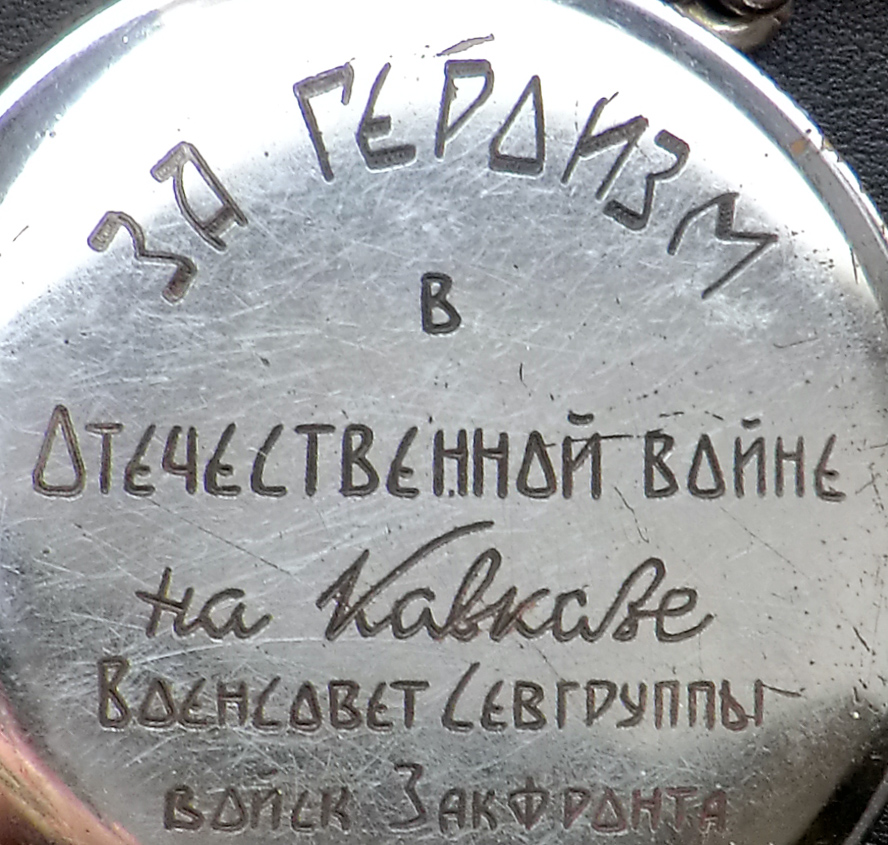 ЗА ГЕРОИЗМ
В
ОТЕЧЕСТВЕННОЙ ВОЙНЕ
на Кавказе
ВОЕНСОВЕТ СЕВГРУППЫ
ВОЙСК ЗАКФРОНТА